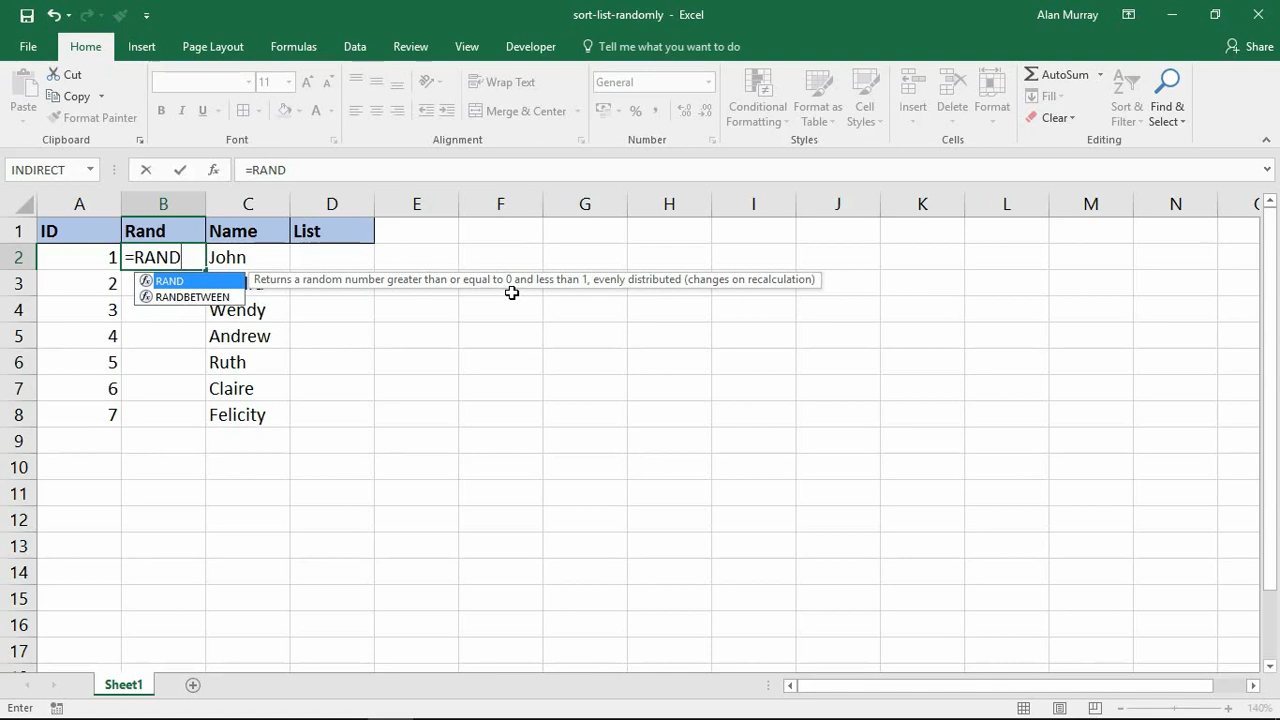 sort-list-randomly - Excel
Alan Murray
File Home Insert Page Layout Formulas Data Review View Developer Tell me what you want to do Share
Cut
Copy
Format Painter
Paste
Clipboard
11
A A
B I U A
Font
Wrap Text
Merge & Center
Alignment
General
% ,
Number
Conditional Formatting
Format as Table
Cell Styles
Styles
Insert
Delete
Format
Cells
AutoSum
Fill
Clear
Sort & Filter
Find & Select
Editing
INDIRECT fx =RAND
A B C D E F G H I J K L M N
1 ID Rand Name List
2 1 =RAND John
RAND Returns a random number greater than or equal to 0 and less than 1, evenly distributed (changes on recalculation)
3 2
RANDBETWEEN
4 3 Wendy
5 4 Andrew
6 5 Ruth
7 6 Claire
8 7 Felicity
9
10
11
12
13
14
15
16
17
Sheet1
Enter
140%